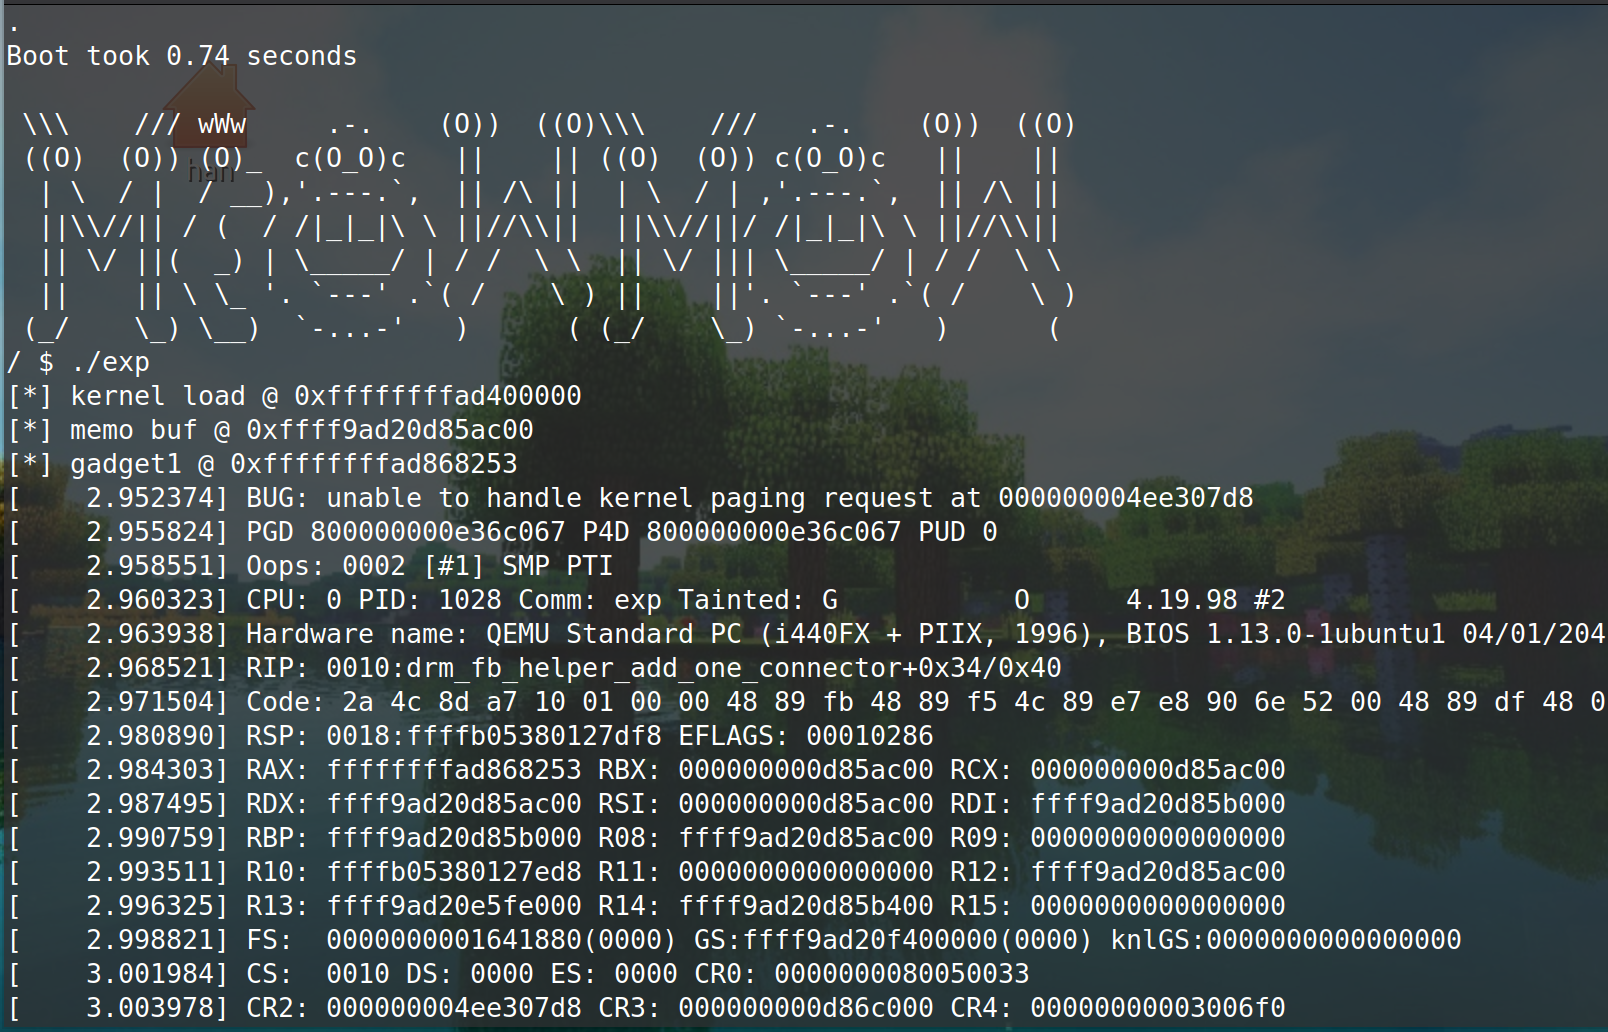 .
Boot took 0.74 seconds
 \\\    /// wWw     .-.    (O))  ((O)\\\    ///   .-.    (O))  ((O)
 ((O)  (O)) (O)_  c(O_O)c   ||    || ((O)  (O)) c(O_O)c   ||    ||
  | \  / |  / __),'.---.`,  || /\ ||  | \  / | ,'.---.`,  || /\ ||
  ||\\//|| / (  / /|_|_|\ \ ||//\\||  ||\\//||/ /|_|_|\ \ ||//\\||
  || \/ ||(  _) | \_____/ | / /  \ \  || \/ ||| \_____/ | / /  \ \
  ||    || \ \_ '. `---' .`( /    \ ) ||    ||'. `---' .`( /    \ )
 (_/    \_) \__)  `-...-'   )      ( (_/    \_) `-...-'   )      (
han
/ $ ./exp
[*] kernel load @ 0xffffffffad400000
[*] memo buf @ 0xffff9ad20d85ac00
[*] gadget1 @ 0xffffffffad868253
[    2.952374] BUG: unable to handle kernel paging request at 000000004ee307d8
[    2.955824] PGD 800000000e36c067 P4D 800000000e36c067 PUD 0
[    2.958551] Oops: 0002 [#1] SMP PTI
[    2.960323] CPU: 0 PID: 1028 Comm: exp Tainted: G           O      4.19.98 #2
[    2.963938] Hardware name: QEMU Standard PC (i440FX + PIIX, 1996), BIOS 1.13.0-1ubuntu1 04/01/204
[    2.968521] RIP: 0010:drm_fb_helper_add_one_connector+0x34/0x40
[    2.971504] Code: 2a 4c 8d a7 10 01 00 00 48 89 fb 48 89 f5 4c 89 e7 e8 90 6e 52 00 48 89 df 48 0
[    2.980890] RSP: 0018:ffffb05380127df8 EFLAGS: 00010286
[    2.984303] RAX: ffffffffad868253 RBX: 000000000d85ac00 RCX: 000000000d85ac00
[    2.987495] RDX: ffff9ad20d85ac00 RSI: 000000000d85ac00 RDI: ffff9ad20d85b000
[    2.990759] RBP: ffff9ad20d85b000 R08: ffff9ad20d85ac00 R09: 0000000000000000
[    2.993511] R10: ffffb05380127ed8 R11: 0000000000000000 R12: ffff9ad20d85ac00
[    2.996325] R13: ffff9ad20e5fe000 R14: ffff9ad20d85b400 R15: 0000000000000000
[    2.998821] FS:  0000000001641880(0000) GS:ffff9ad20f400000(0000) knlGS:0000000000000000
[    3.001984] CS:  0010 DS: 0000 ES: 0000 CR0: 0000000080050033
[    3.003978] CR2: 000000004ee307d8 CR3: 000000000d86c000 CR4: 00000000003006f0